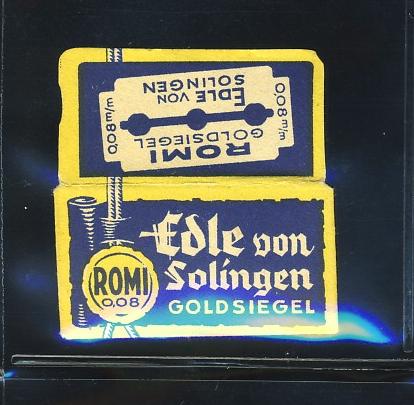 ROMI
GOLDSIEGEL
EDLE VON
SOLINGEN
0,08 m/m
0,08 m/m
Edle von
Solingen
GOLDSIEGEL
ROMI
0,08